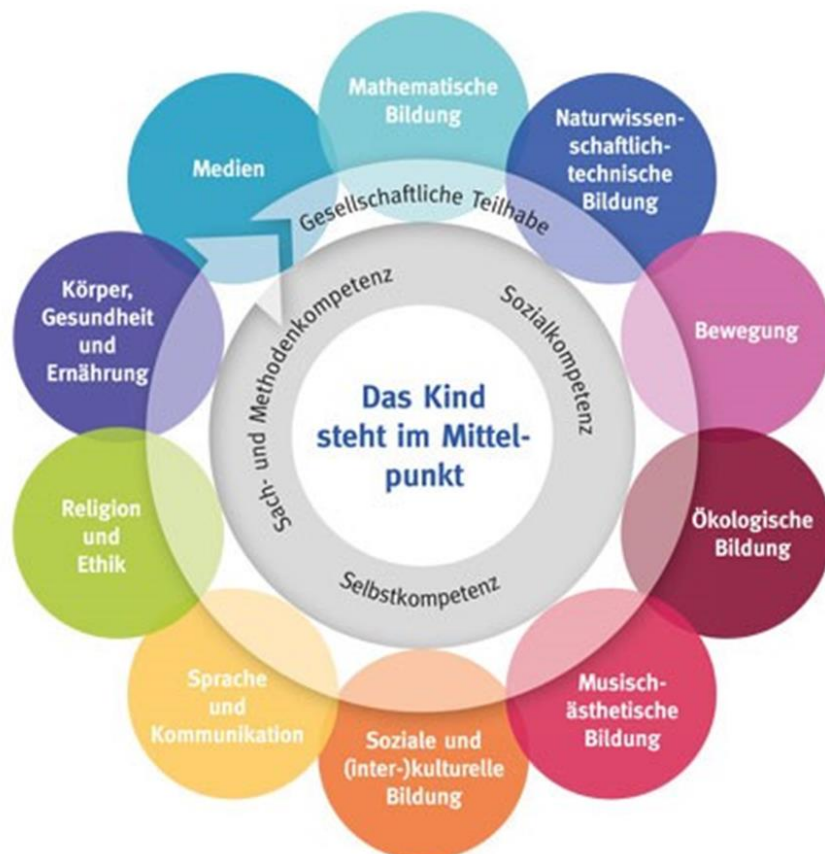 Mathematische
Bildung
Naturwissen-
schaftlich-
technische
Bildung
Bewegung
Ökologische
Bildung
Musisch-
ästhetische
Bildung
Soziale und
(inter-)kulturelle
Bildung
Sprache
und
Kommunikation
Religion
und
Ethik
Körper,
Gesundheit
und
Ernährung
Medien
Gesellschaftliche Teilhabe
Sach- und Methodenkompetenz
Sozialkompetenz
Selbstkompetenz
Das Kind
steht im Mittel-
punkt